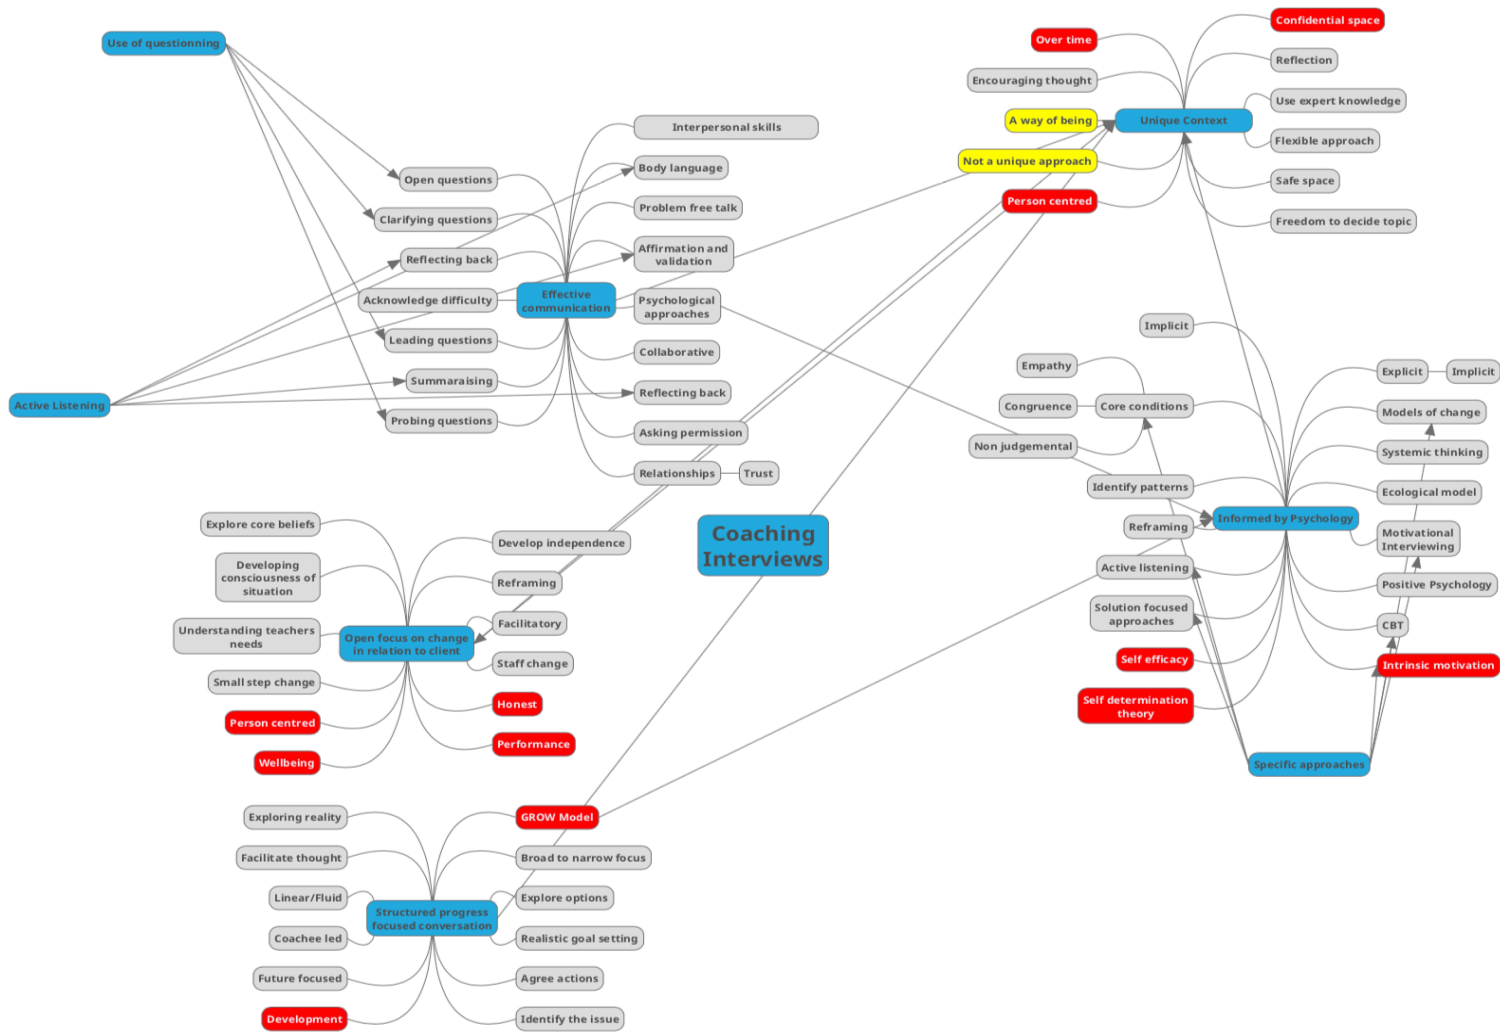 Use of questionning
Open questions
Clarifying questions
Reflecting back
Acknowledge difficulty
Leading questions
Summaraising
Probing questions
Active Listening
Effective
communication
Interpersonal skills
Body language
Problem free talk
Affirmation and
validation
Psychological
approaches
Collaborative
Reflecting back
Asking permission
Relationships
Trust
Over time
Encouraging thought
A way of being
Not a unique approach
Person centred
Unique Context
Confidential space
Reflection
Use expert knowledge
Flexible approach
Safe space
Freedom to decide topic
Implicit
Empathy
Congruence
Core conditions
Non judgemental
Identify patterns
Reframing
Active listening
Solution focused
approaches
Self efficacy
Self determination
theory
Informed by Psychology
Explicit
Implicit
Models of change
Systemic thinking
Ecological model
Motivational
Interviewing
Positive Psychology
CBT
Intrinsic motivation
Specific approaches
Coaching
Interviews
Explore core beliefs
Developing
consciousness of
situation
Understanding teachers
needs
Small step change
Person centred
Wellbeing
Open focus on change
in relation to client
Develop independence
Reframing
Facilitatory
Staff change
Honest
Performance
Exploring reality
Facilitate thought
Linear/Fluid
Coachee led
Future focused
Development
Structured progress
focused conversation
GROW Model
Broad to narrow focus
Explore options
Realistic goal setting
Agree actions
Identify the issue